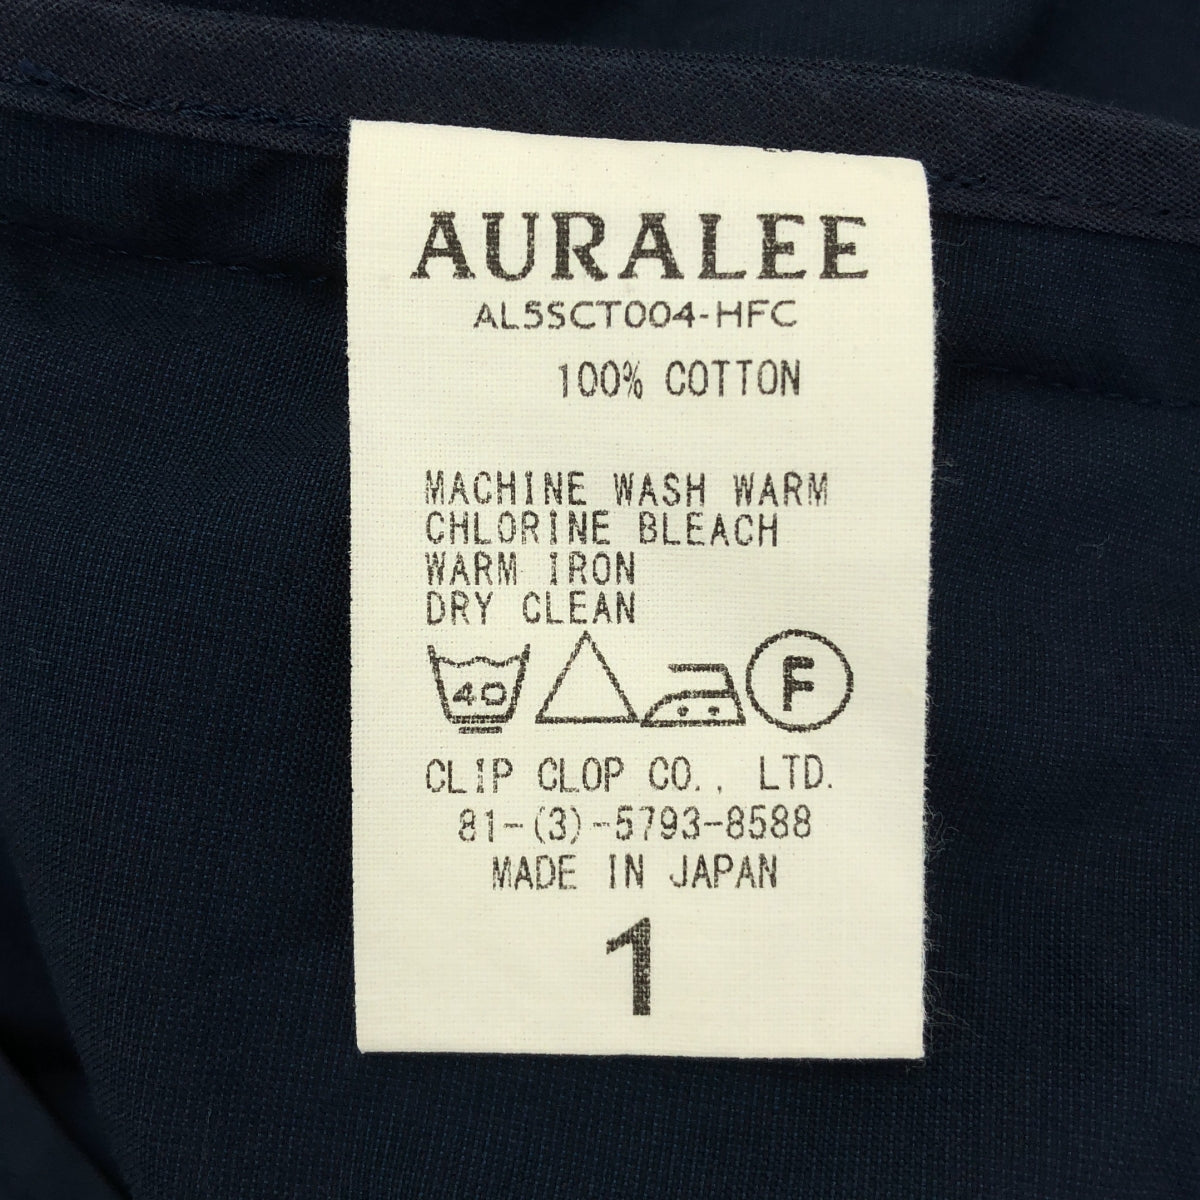 AURALEE
AL5SCT004-HFC
100% COTTON
MACHINE WASH WARM
CHLORINE BLEACH
WARM IRON
DRY CLEAN
40 F
CLIP CLOP CO., LTD.
81-(3)-5793-8588
MADE IN JAPAN
1